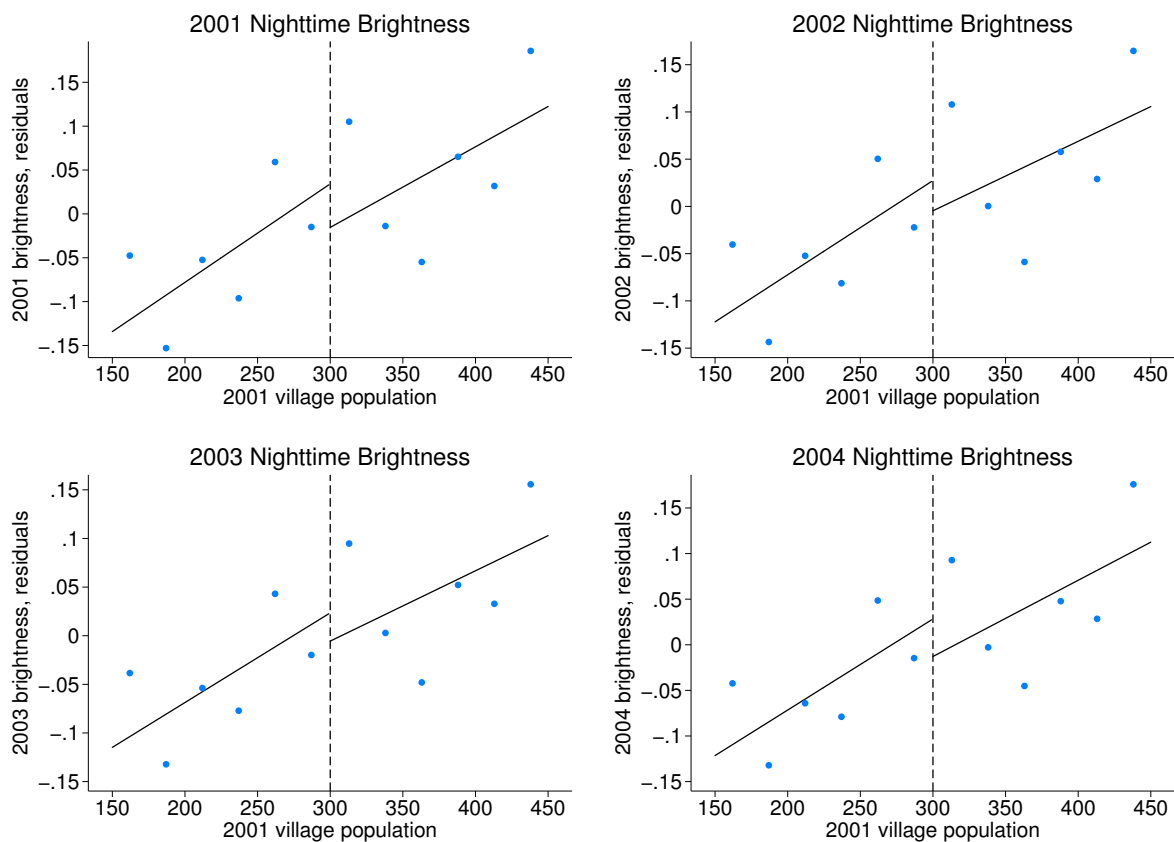 2001 Nighttime Brightness
2001 brightness, residuals
.15
.1
.05
0
−.05
−.1
−.15
150 200 250 300 350 400 450
2001 village population
2002 Nighttime Brightness
2002 brightness, residuals
.15
.1
.05
0
−.05
−.1
−.15
150 200 250 300 350 400 450
2001 village population
2003 Nighttime Brightness
2003 brightness, residuals
.15
.1
.05
0
−.05
−.1
−.15
150 200 250 300 350 400 450
2001 village population
2004 Nighttime Brightness
2004 brightness, residuals
.15
.1
.05
0
−.05
−.1
−.15
150 200 250 300 350 400 450
2001 village population